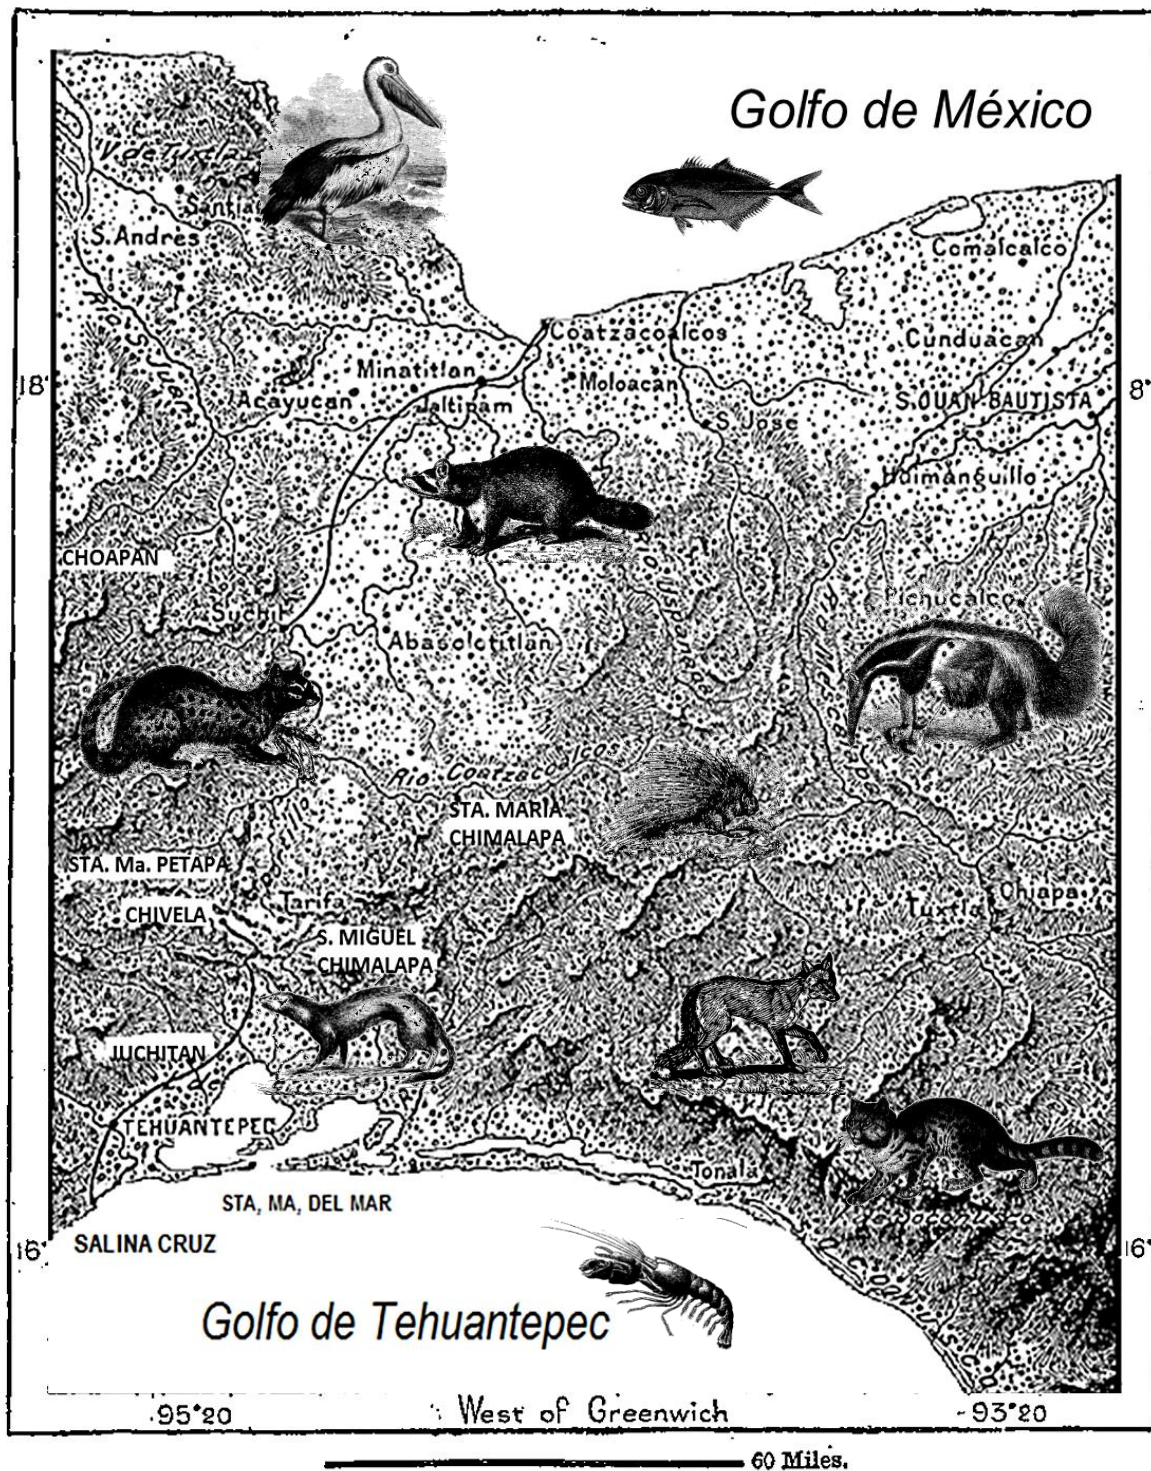 Golfo de México
S. Andres
Comalcalco
Coatzacoalcos
Cunduacan
Minatitlan
Moloacan
18°
8°
Acayucan
Jaltipam
S. JUAN BAUTISTA
S. Jose
Huimanguillo
CHOAPAN
Pichucalco
Suchil
Abasolotitlan
Rio Coatzacoalcos
STA. MARIA
CHIMALAPA
STA. Ma. PETAPA
Tarifa
Tuxtla
Chiapa
CHIVELA
S. MIGUEL
CHIMALAPA
JUCHITAN
TEHUANTEPEC
Tonala
STA, MA, DEL MAR
SALINA CRUZ
16°
16°
Golfo de Tehuantepec
95°20
West of Greenwich
93°20
60 Miles.